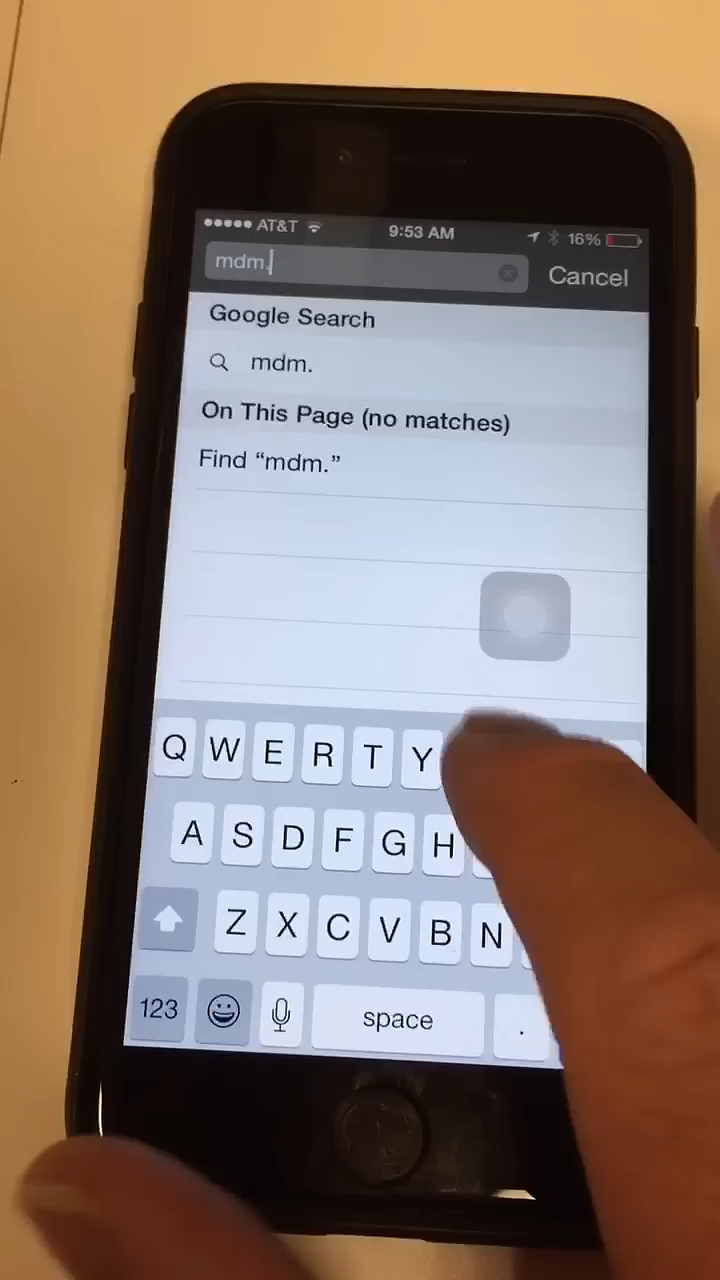 AT&T 9:53 AM 16%
mdm. Cancel
Google Search
mdm.
On This Page (no matches)
Find “mdm.”
Q W E R T Y
A S D F G H
Z X C V B N
123 space .